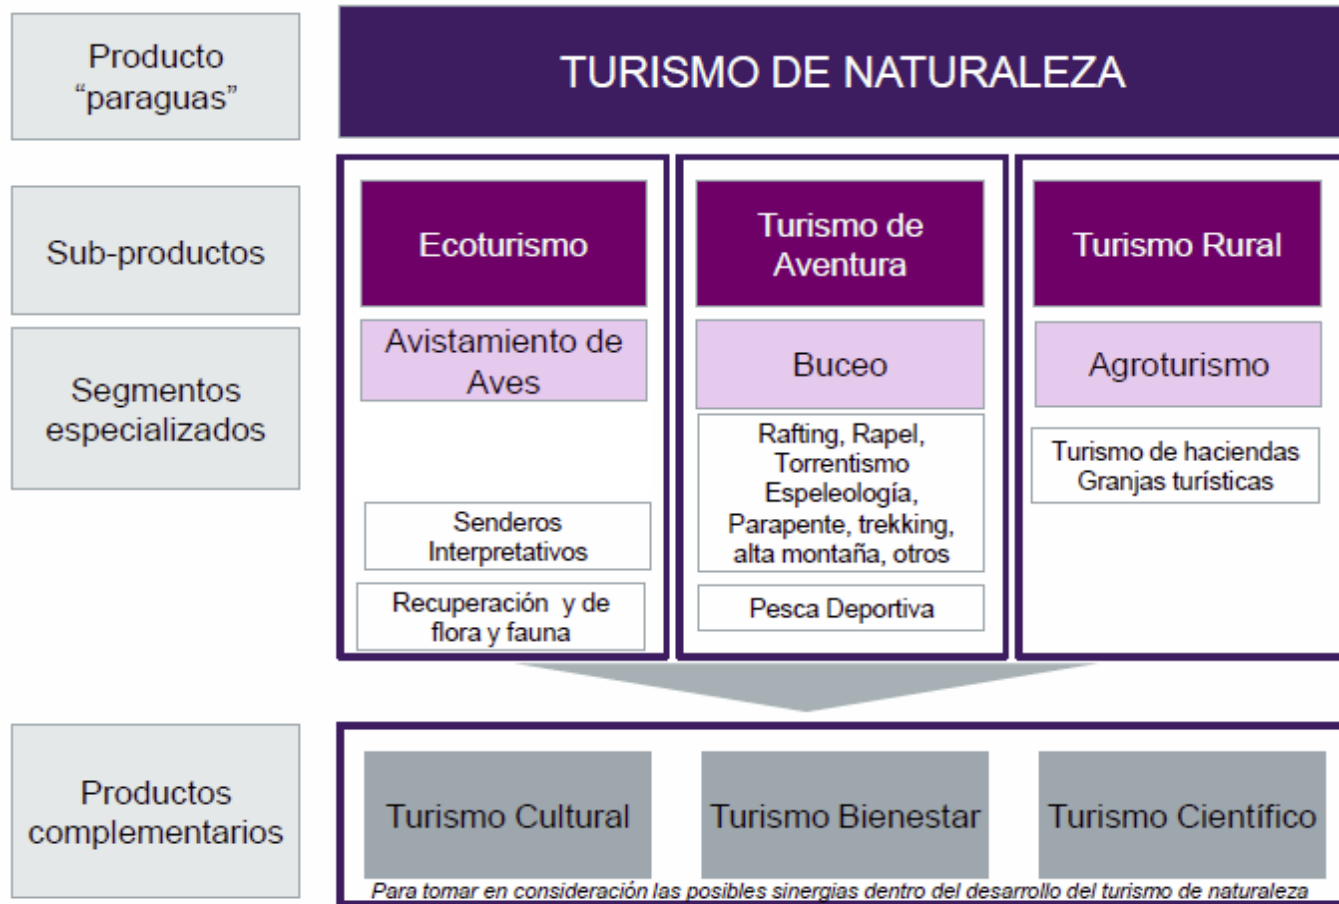 Producto
“paraguas”
TURISMO DE NATURALEZA
Sub-productos
Ecoturismo
Turismo de
Aventura
Turismo Rural
Segmentos
especializados
Avistamiento de
Aves
Senderos
Interpretativos
Recuperación y de
flora y fauna
Buceo
Rafting, Rapel,
Torrentismo
Espeleología,
Parapente, trekking,
alta montaña, otros
Pesca Deportiva
Agroturismo
Turismo de haciendas
Granjas turísticas
Productos
complementarios
Turismo Cultural
Turismo Bienestar
Turismo Científico
Para tomar en consideración las posibles sinergias dentro del desarrollo del turismo de naturaleza